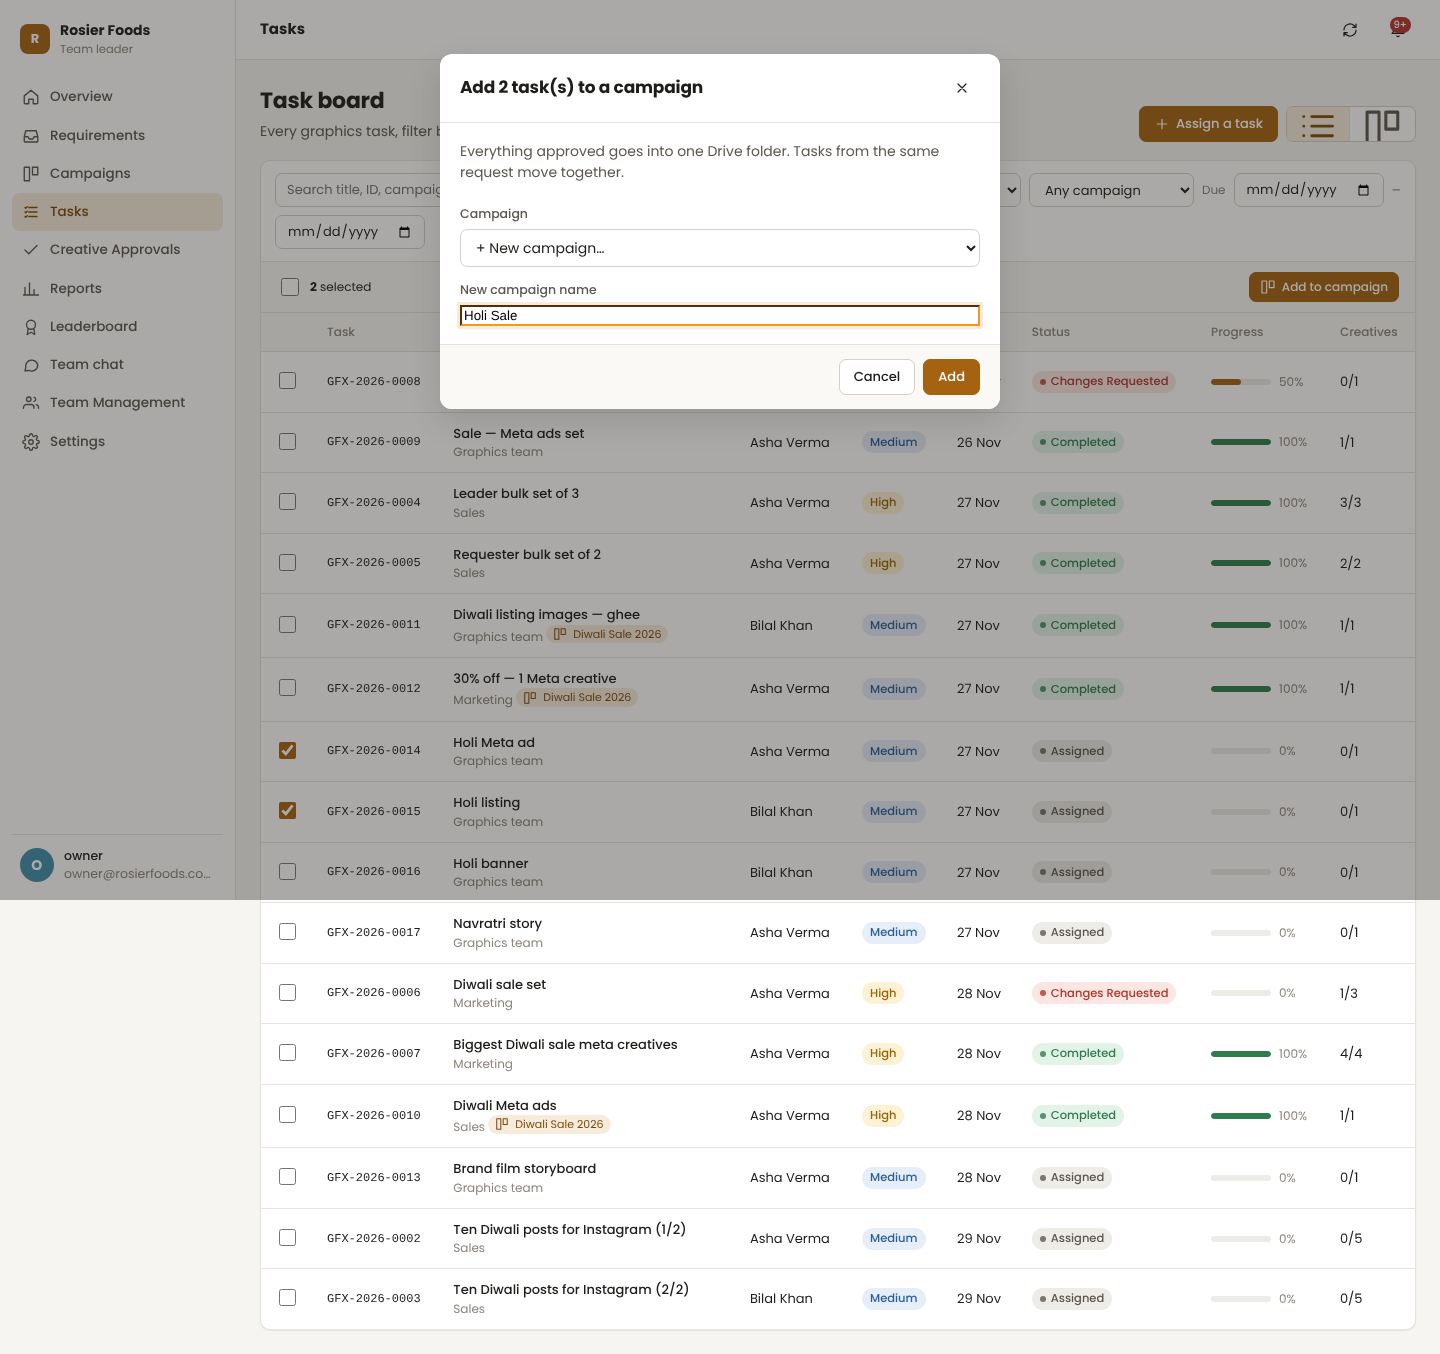 R
Rosier Foods
Team leader
Overview
Requirements
Campaigns
Tasks
Creative Approvals
Reports
Leaderboard
Team chat
Team Management
Settings
O
owner
owner@rosierfoods.co...
Tasks
9+
Task board
Every graphics task, filter
Assign a task
Search title, ID, campaig
Any campaign
Due
mm/dd/yyyy
–
mm/dd/yyyy
2 selected
Add to campaign
Add 2 task(s) to a campaign
×
Everything approved goes into one Drive folder. Tasks from the same
request move together.
Campaign
+ New campaign...
New campaign name
Holi Sale
Cancel
Add
Task Status Progress Creatives
GFX-2026-0008 Changes Requested 50% 0/1
GFX-2026-0009 Sale — Meta ads set Asha Verma Medium 26 Nov Completed 100% 1/1
Graphics team
GFX-2026-0004 Leader bulk set of 3 Asha Verma High 27 Nov Completed 100% 3/3
Sales
GFX-2026-0005 Requester bulk set of 2 Asha Verma High 27 Nov Completed 100% 2/2
Sales
GFX-2026-0011 Diwali listing images — ghee Bilal Khan Medium 27 Nov Completed 100% 1/1
Graphics team Diwali Sale 2026
GFX-2026-0012 30% off — 1 Meta creative Asha Verma Medium 27 Nov Completed 100% 1/1
Marketing Diwali Sale 2026
GFX-2026-0014 Holi Meta ad Asha Verma Medium 27 Nov Assigned 0% 0/1
Graphics team
GFX-2026-0015 Holi listing Bilal Khan Medium 27 Nov Assigned 0% 0/1
Graphics team
GFX-2026-0016 Holi banner Bilal Khan Medium 27 Nov Assigned 0% 0/1
Graphics team
GFX-2026-0017 Navratri story Asha Verma Medium 27 Nov Assigned 0% 0/1
Graphics team
GFX-2026-0006 Diwali sale set Asha Verma High 28 Nov Changes Requested 0% 1/3
Marketing
GFX-2026-0007 Biggest Diwali sale meta creatives Asha Verma High 28 Nov Completed 100% 4/4
Marketing
GFX-2026-0010 Diwali Meta ads Asha Verma High 28 Nov Completed 100% 1/1
Sales Diwali Sale 2026
GFX-2026-0013 Brand film storyboard Asha Verma Medium 28 Nov Assigned 0% 0/1
Graphics team
GFX-2026-0002 Ten Diwali posts for Instagram (1/2) Asha Verma Medium 29 Nov Assigned 0% 0/5
Sales
GFX-2026-0003 Ten Diwali posts for Instagram (2/2) Bilal Khan Medium 29 Nov Assigned 0% 0/5
Sales